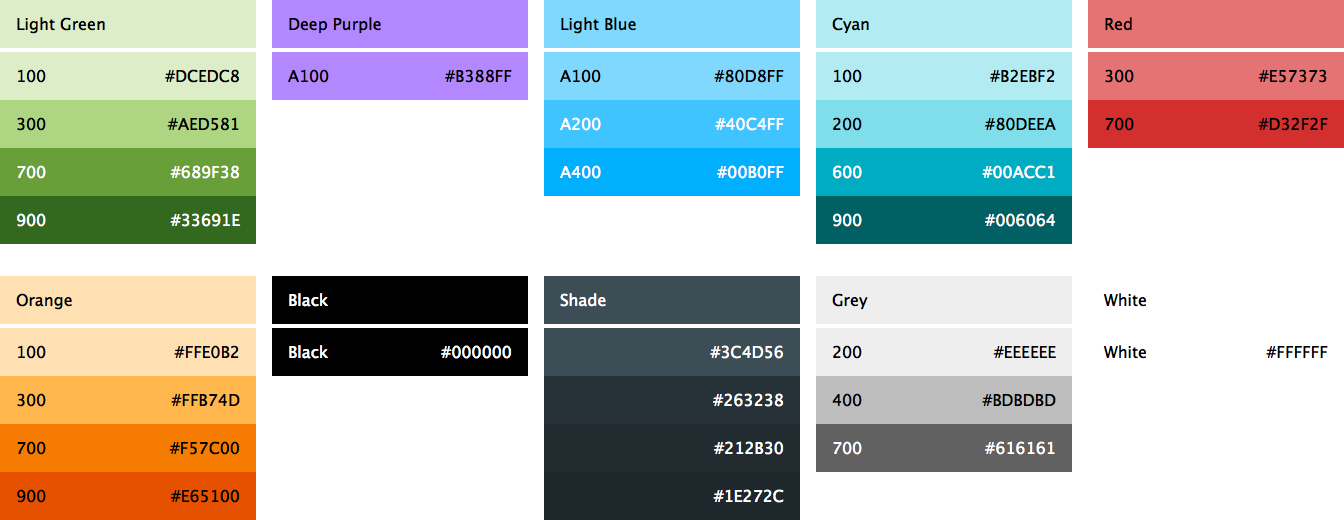 Light Green
100 #DCEDC8
300 #AED581
700 #689F38
900 #33691E
Deep Purple
A100 #B388FF
Light Blue
A100 #80D8FF
A200 #40C4FF
A400 #00B0FF
Cyan
100 #B2EBF2
200 #80DEEA
600 #00ACC1
900 #006064
Red
300 #E57373
700 #D32F2F
Orange
100 #FFE0B2
300 #FFB74D
700 #F57C00
900 #E65100
Black
Black #000000
Shade
#3C4D56
#263238
#212B30
#1E272C
Grey
200 #EEEEEE
400 #BDBDBD
700 #616161
White
White #FFFFFF